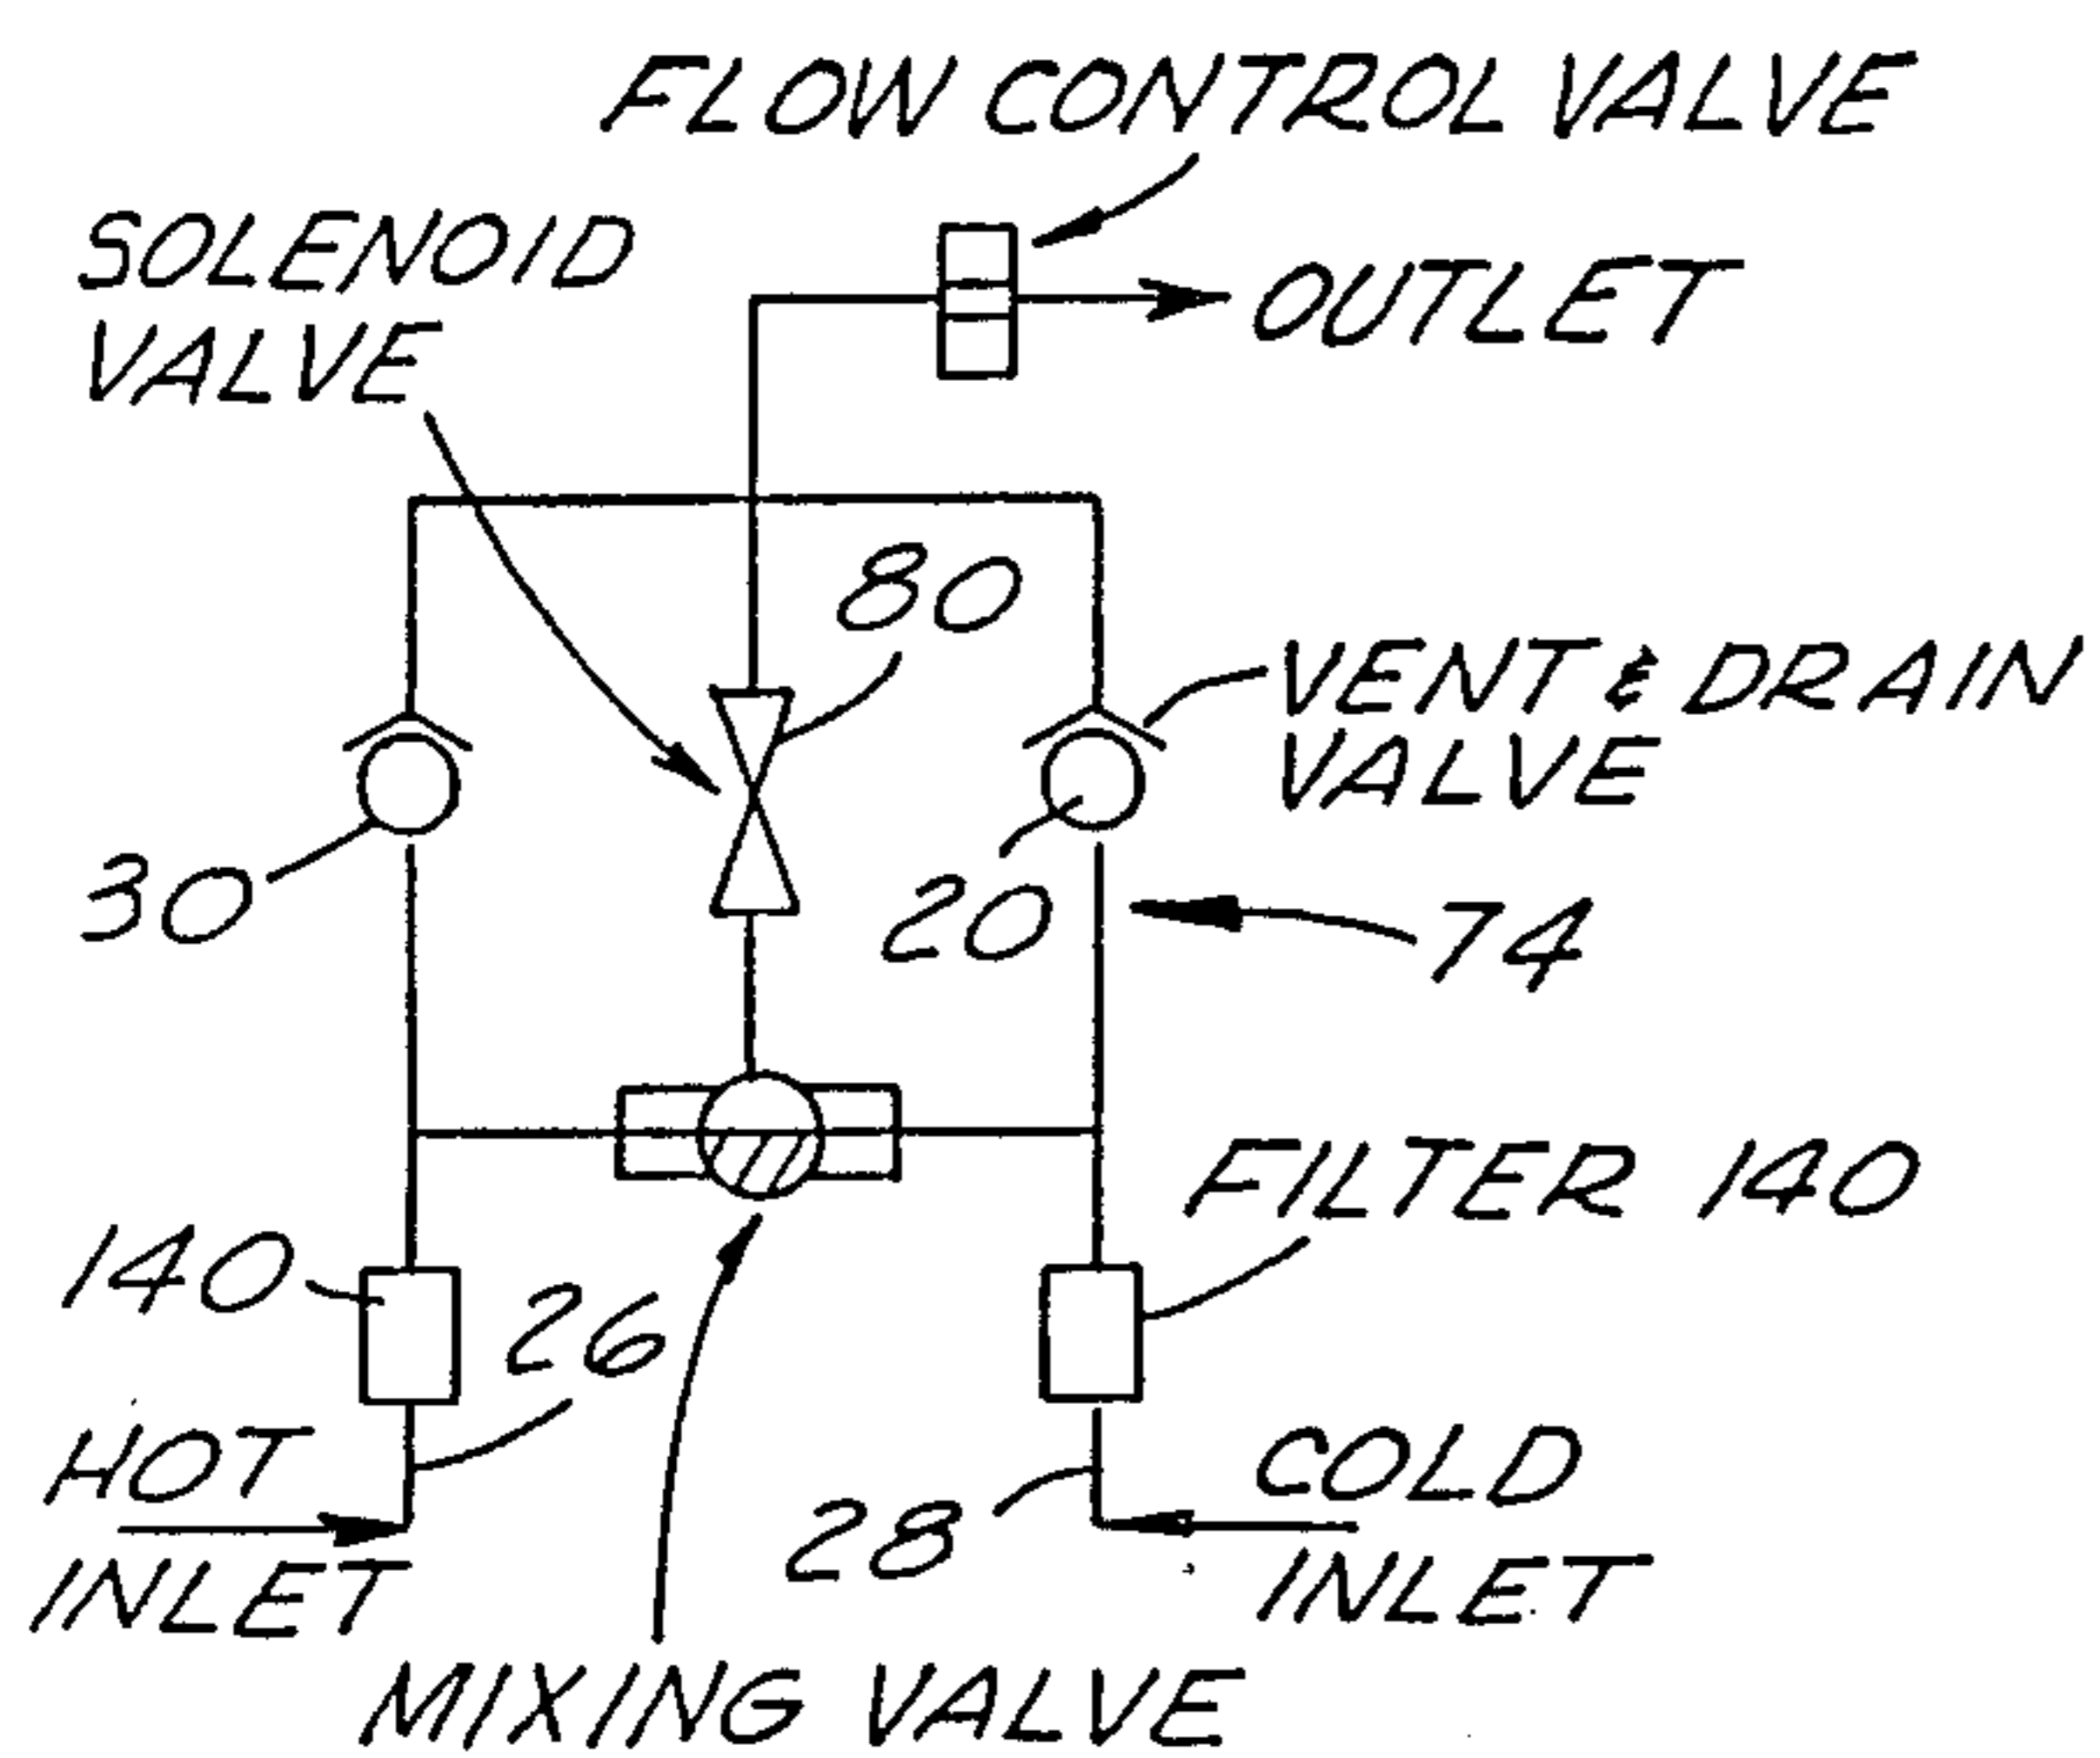 FLOW CONTROL VALVE
SOLENOID
VALVE
OUTLET
80
VENT & DRAIN
VALVE
30
20
74
FILTER 140
140
26
HOT
INLET
28
COLD
INLET
MIXING VALVE